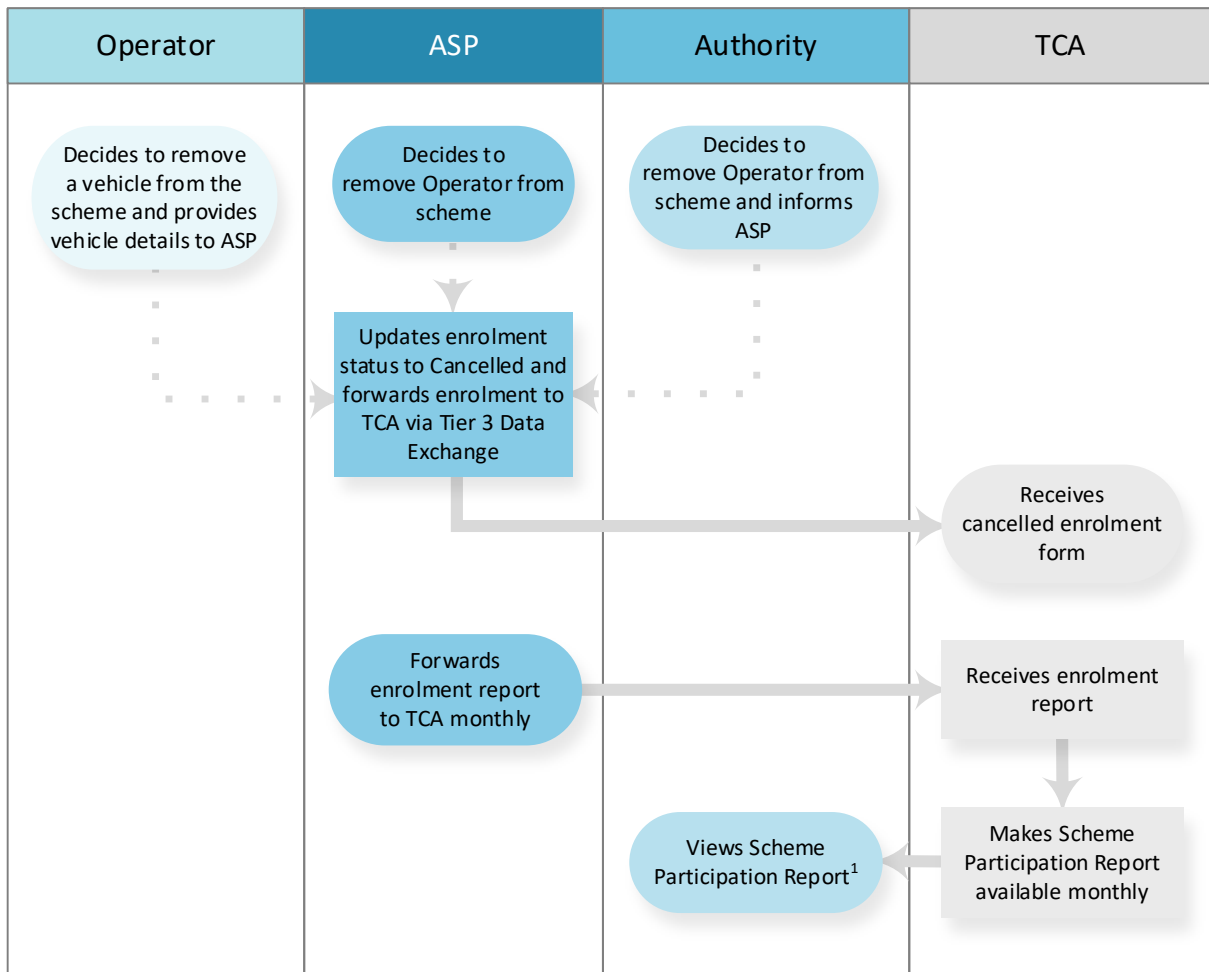 Operator
ASP
Authority
TCA
Decides to remove
a vehicle from the
scheme and provides
vehicle details to ASP
Decides to
remove Operator from
scheme
Decides to
remove Operator from
scheme and informs
ASP
Updates enrolment
status to Cancelled and
forwards enrolment to
TCA via Tier 3 Data
Exchange
Receives
cancelled enrolment
form
Forwards
enrolment report
to TCA monthly
Receives enrolment
report
Views Scheme
Participation Report¹
Makes Scheme
Participation Report
available monthly